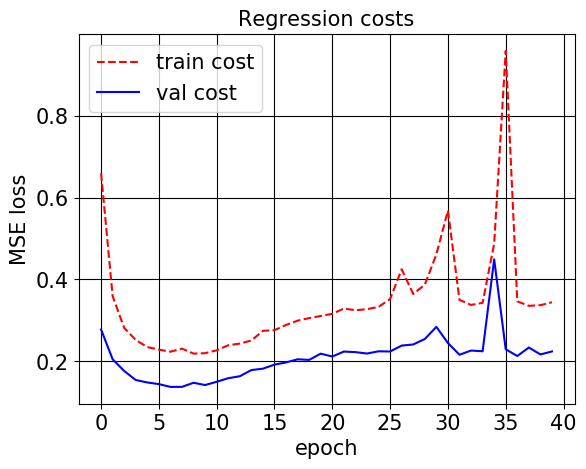 Regression costs
train cost
val cost
MSE loss
0.8
0.6
0.4
0.2
0 5 10 15 20 25 30 35 40
epoch